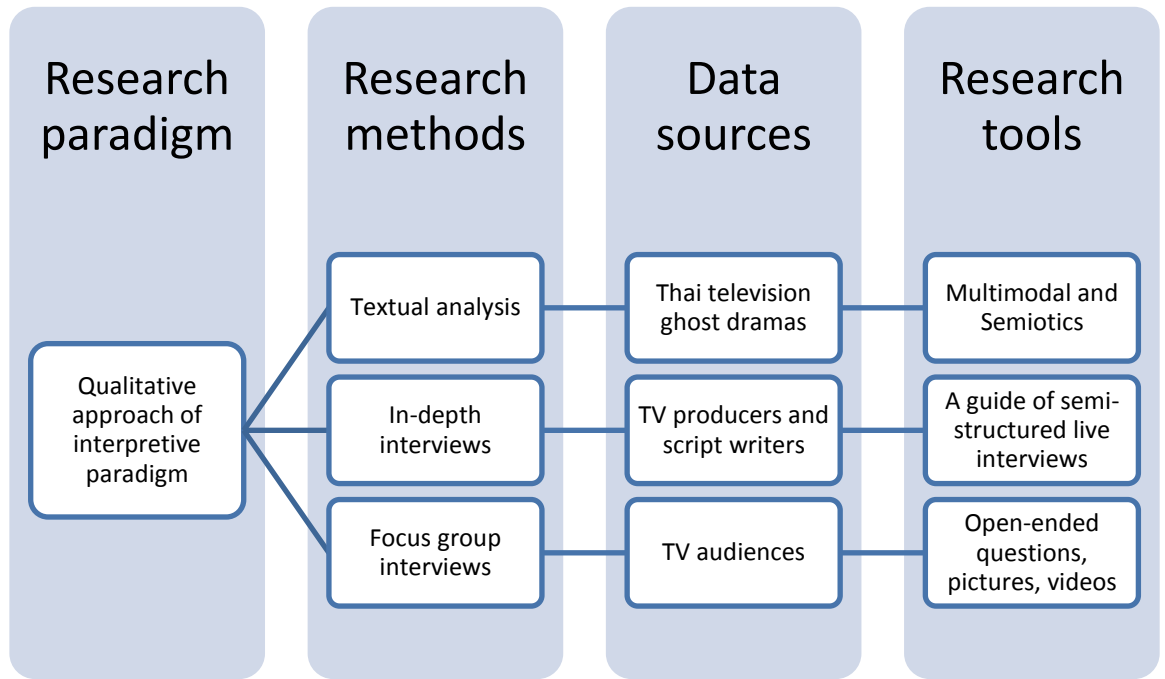 Research
paradigm
Research
methods
Data
sources
Research
tools
Qualitative
approach of
interpretive
paradigm
Textual analysis
Thai television
ghost dramas
Multimodal and
Semiotics
In-depth
interviews
TV producers and
script writers
A guide of semi-
structured live
interviews
Focus group
interviews
TV audiences
Open-ended
questions,
pictures, videos